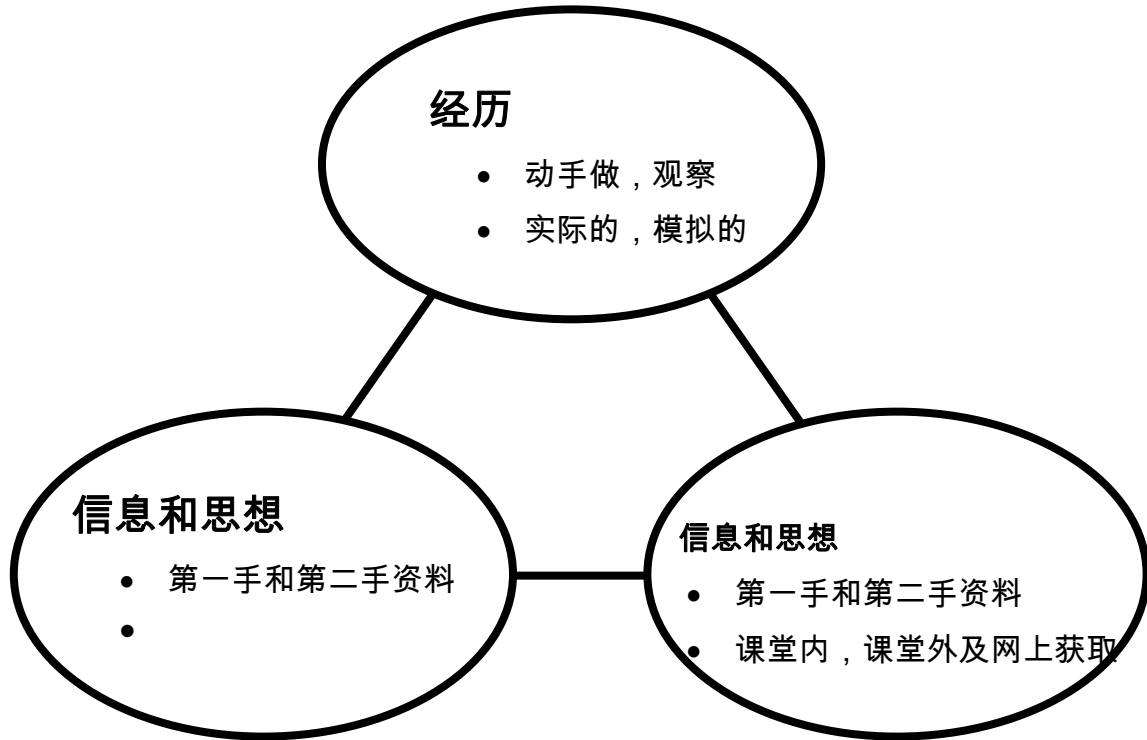 经历
• 动手做，观察
• 实际的，模拟的
信息和思想
• 第一手和第二手资料
•
信息和思想
• 第一手和第二手资料
• 课堂内，课堂外及网上获取